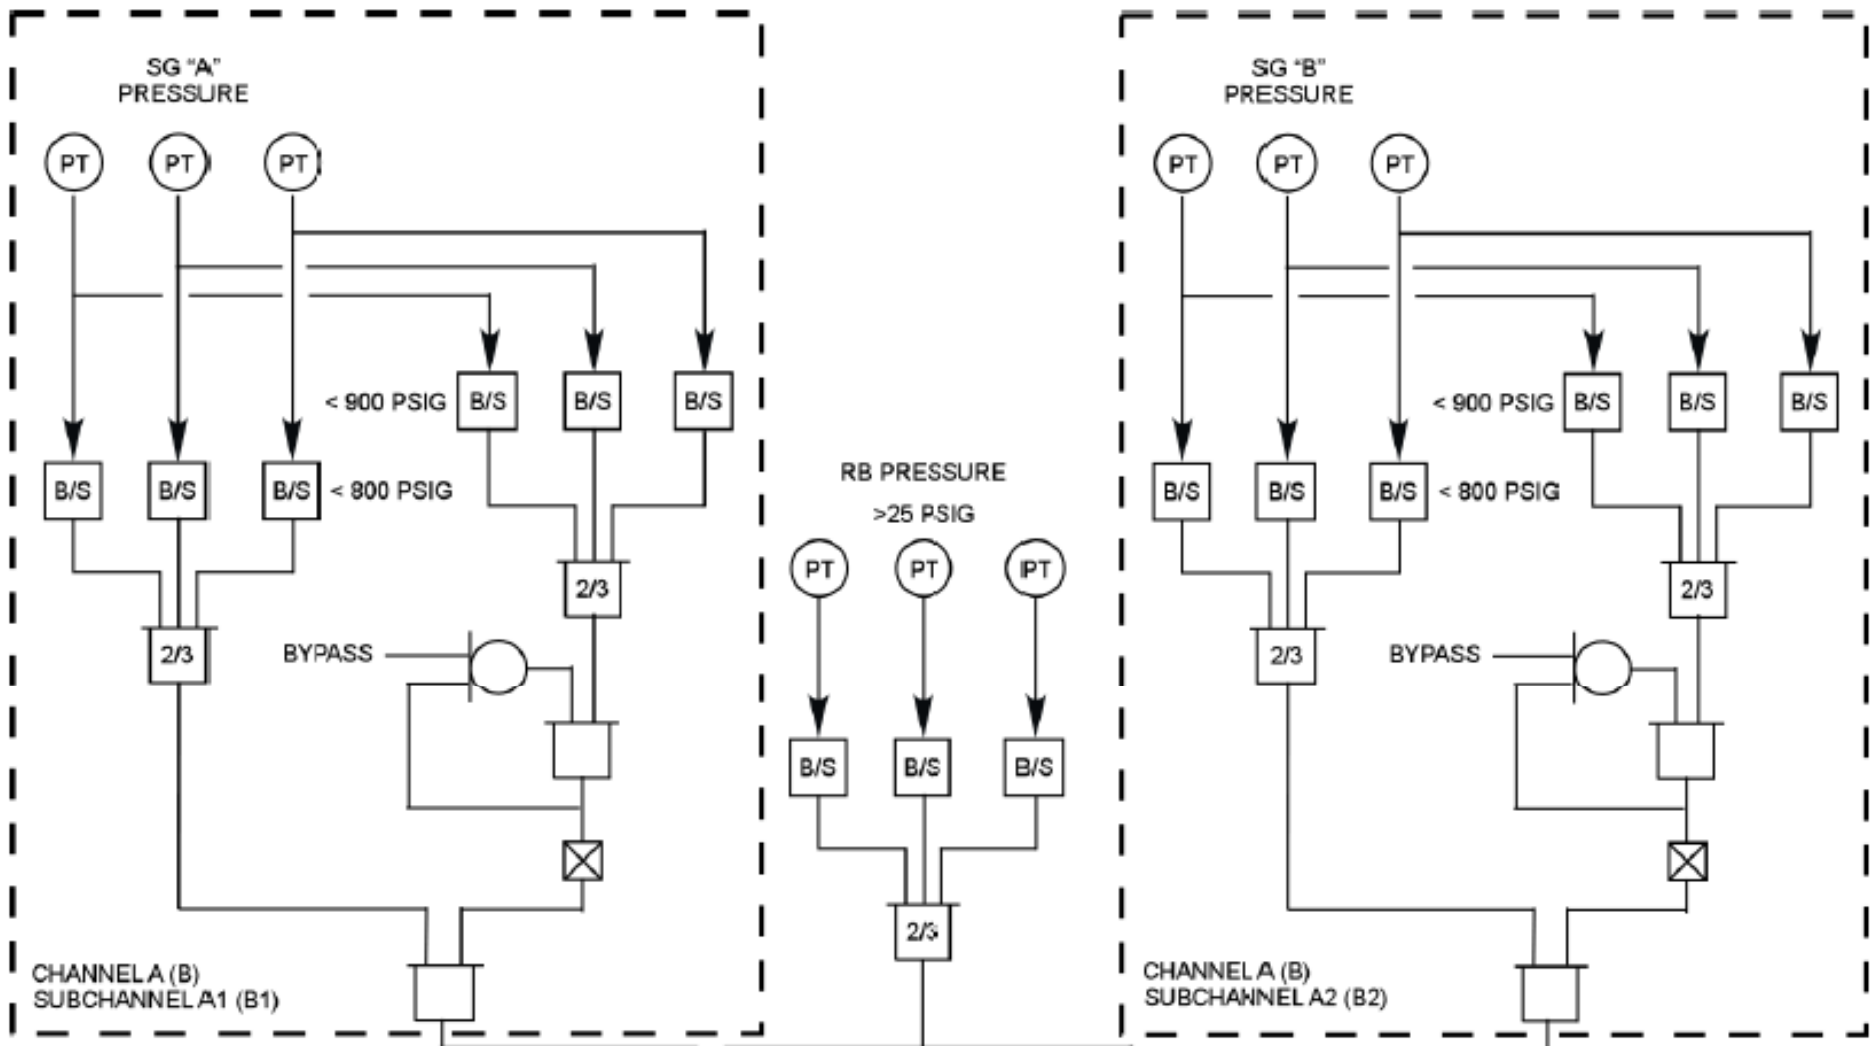 SG "A"
PRESSURE
SG "B"
PRESSURE
PT PT PT
PT PT PT
< 900 PSIG B/S B/S B/S
< 900 PSIG B/S B/S B/S
B/S B/S B/S < 800 PSIG
RB PRESSURE
>25 PSIG
B/S B/S B/S < 800 PSIG
PT PT PT
2/3
2/3
2/3
BYPASS
2/3
BYPASS
B/S B/S B/S
2/3
CHANNEL A (B)
SUBCHANNEL A1 (B1)
CHANNEL A (B)
SUBCHANNEL A2 (B2)